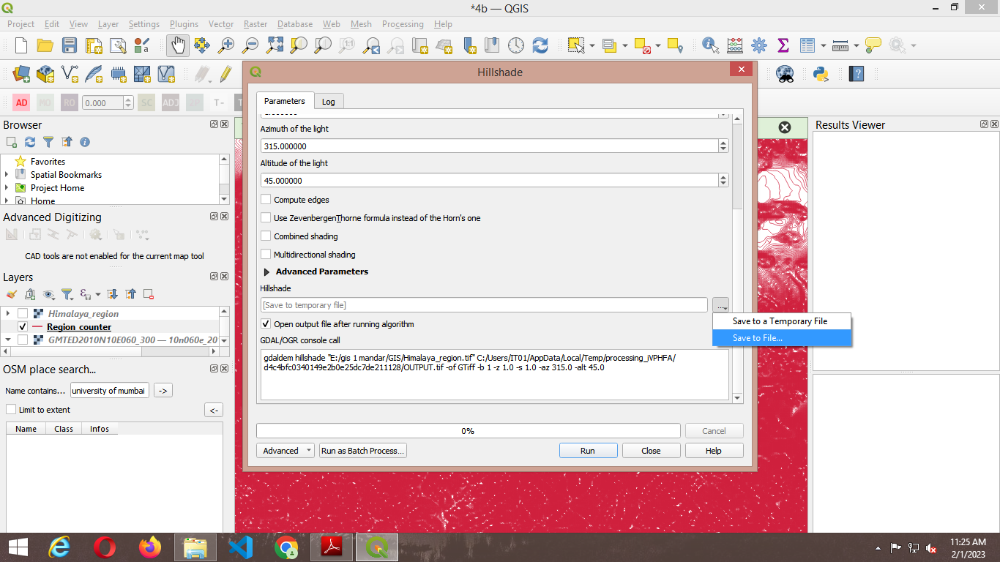 *4b — QGIS
Project Edit View Layer Settings Plugins Vector Raster Database Web Mesh Processing Help
Hillshade
AD MO RO 0.000 SC ADJ 2P T-
Parameters Log
Browser
Favorites
Spatial Bookmarks
Project Home
Home
Advanced Digitizing
CAD tools are not enabled for the current map tool
Layers
Himalaya_region
Region_counter
GMTED2010N10E060_300 — 10n060e_20
OSM place search...
Name contains... university of mumbai ->
Limit to extent <-
Name Class Infos
Azimuth of the light
315.000000
Altitude of the light
45.000000
Compute edges
Use ZevenbergenThorne formula instead of the Horn's one
Combined shading
Multidirectional shading
Advanced Parameters
Hillshade
[Save to temporary file] ...
Open output file after running algorithm
GDAL/OGR console call
gdaldem hillshade "E:/gis 1 mandar/GIS/Himalaya_region.tif" C:/Users/IT01/AppData/Local/Temp/processing_iVPHFA/
d4c4bfc0340149e2b0e25dc7de211128/OUTPUT.tif -of GTiff -b 1 -z 1.0 -s 1.0 -az 315.0 -alt 45.0
0% Cancel
Advanced Run as Batch Process... Run Close Help
Save to a Temporary File
Save to File...
Results Viewer
11:25 AM
2/1/2023